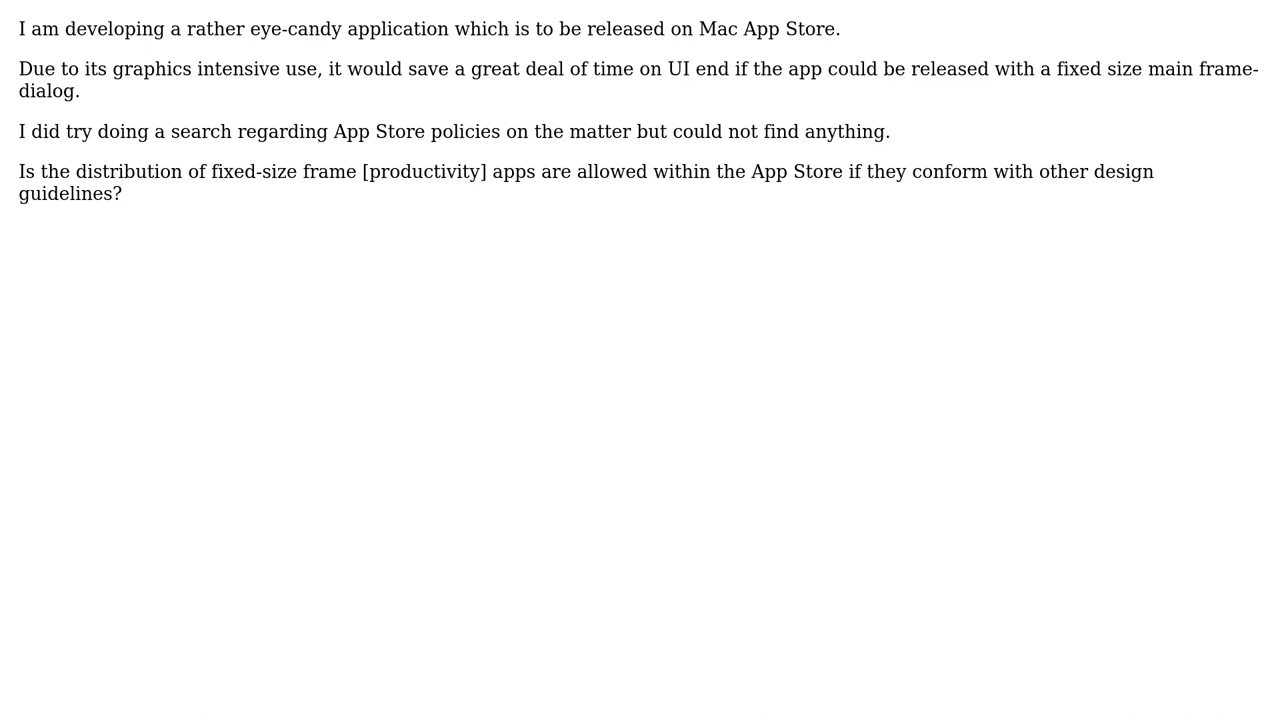 I am developing a rather eye-candy application which is to be released on Mac App Store.
Due to its graphics intensive use, it would save a great deal of time on UI end if the app could be released with a fixed size main frame-
dialog.
I did try doing a search regarding App Store policies on the matter but could not find anything.
Is the distribution of fixed-size frame [productivity] apps are allowed within the App Store if they conform with other design
guidelines?